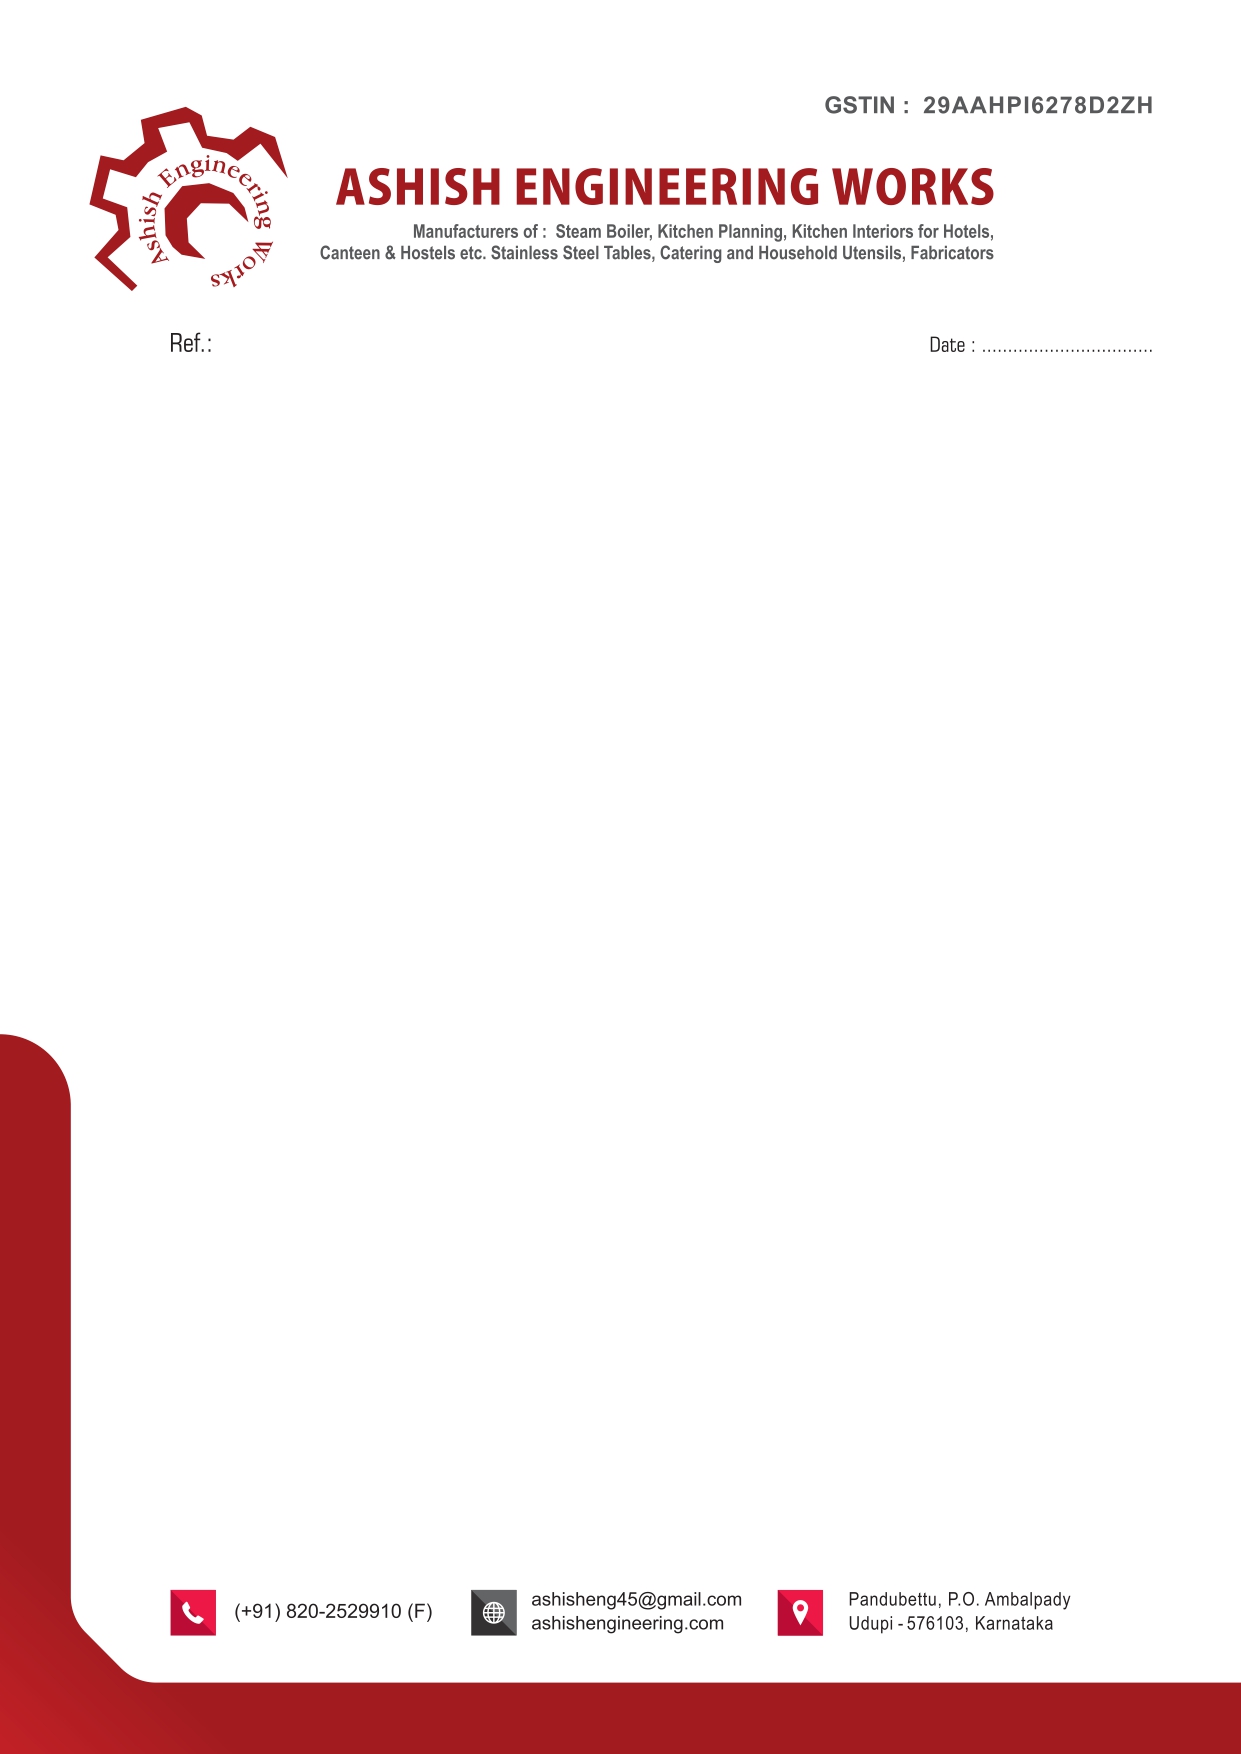 GSTIN : 29AAHPI6278D2ZH
Ashish Engineering Works
ASHISH ENGINEERING WORKS
Manufacturers of : Steam Boiler, Kitchen Planning, Kitchen Interiors for Hotels,
Canteen & Hostels etc. Stainless Steel Tables, Catering and Household Utensils, Fabricators
Ref.:
Date : .................................
(+91) 820-2529910 (F)
ashisheng45@gmail.com
ashishengineering.com
Pandubettu, P.O. Ambalpady
Udupi - 576103, Karnataka